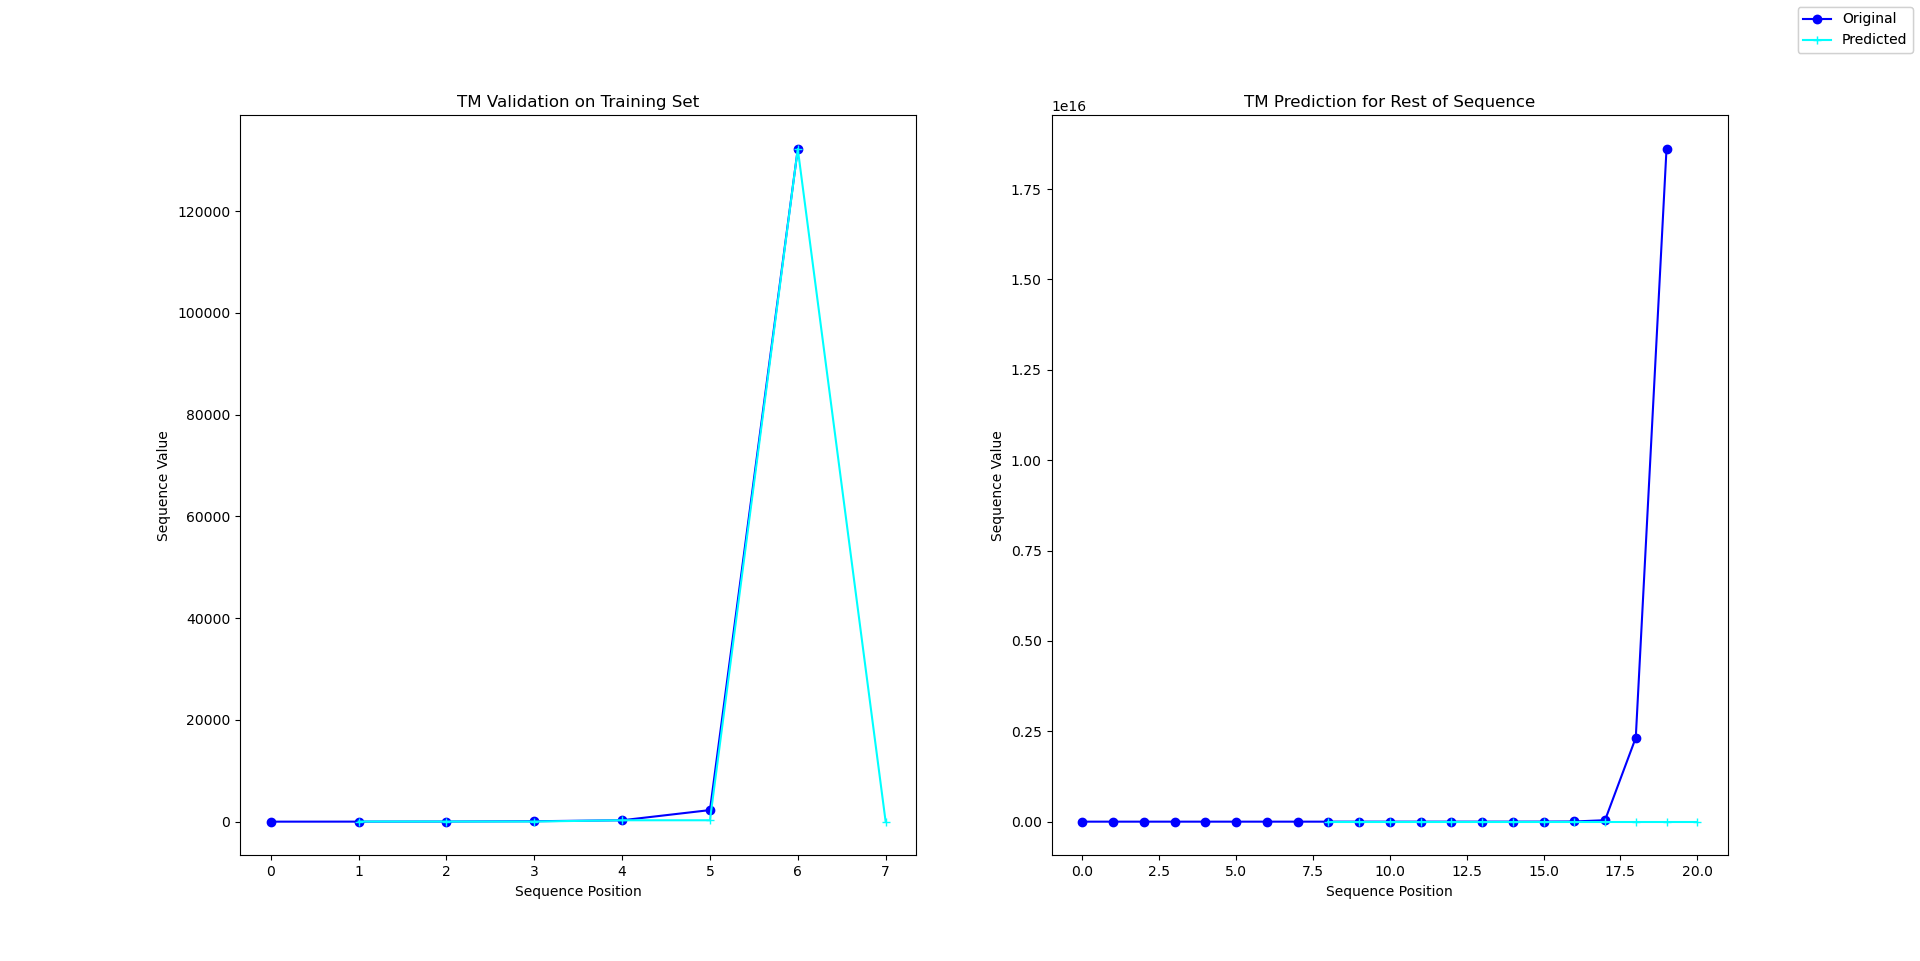 Original
Predicted
TM Validation on Training Set
120000
100000
80000
60000
40000
20000
0
Sequence Value
0 1 2 3 4 5 6 7
Sequence Position
TM Prediction for Rest of Sequence
1e16
1.75
1.50
1.25
1.00
0.75
0.50
0.25
0.00
Sequence Value
0.0 2.5 5.0 7.5 10.0 12.5 15.0 17.5 20.0
Sequence Position